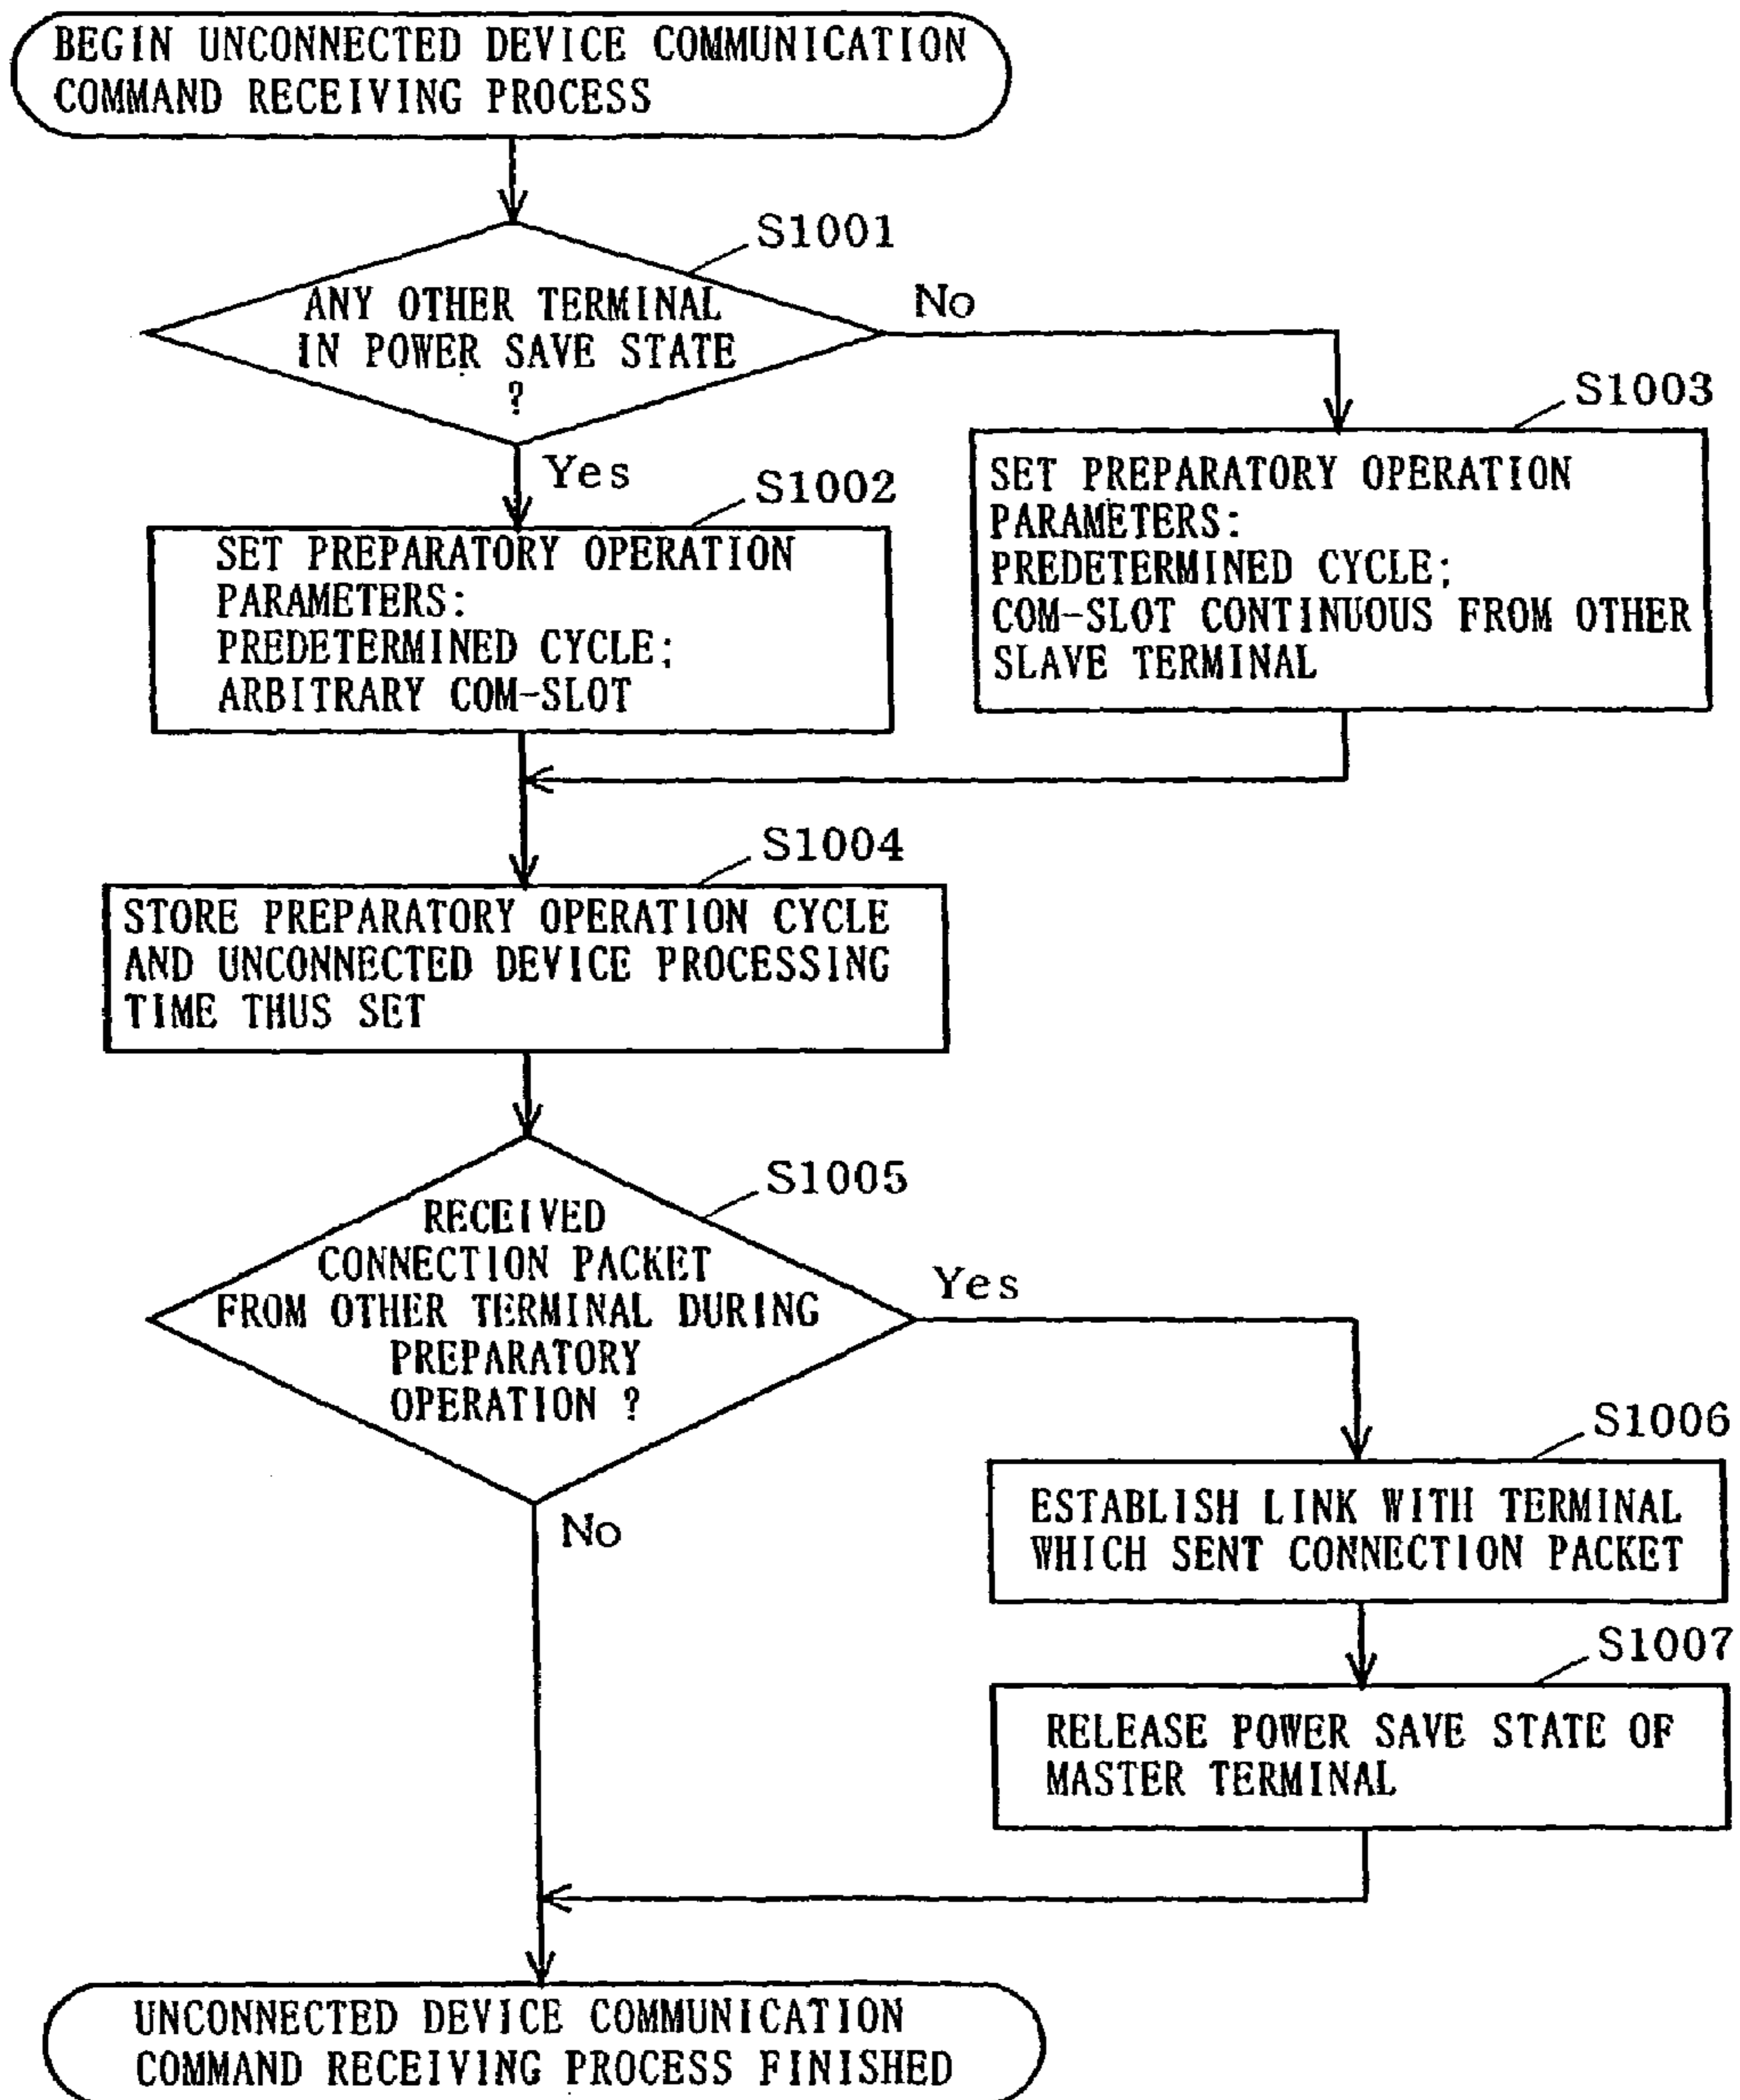 BEGIN UNCONNECTED DEVICE COMMUNICATION
COMMAND RECEIVING PROCESS
S1001
ANY OTHER TERMINAL
IN POWER SAVE STATE
?
No
Yes
S1003
SET PREPARATORY OPERATION
PARAMETERS:
PREDETERMINED CYCLE;
COM-SLOT CONTINUOUS FROM OTHER
SLAVE TERMINAL
S1002
SET PREPARATORY OPERATION
PARAMETERS:
PREDETERMINED CYCLE;
ARBITRARY COM-SLOT
S1004
STORE PREPARATORY OPERATION CYCLE
AND UNCONNECTED DEVICE PROCESSING
TIME THUS SET
S1005
RECEIVED
CONNECTION PACKET
FROM OTHER TERMINAL DURING
PREPARATORY
OPERATION ?
Yes
No
S1006
ESTABLISH LINK WITH TERMINAL
WHICH SENT CONNECTION PACKET
S1007
RELEASE POWER SAVE STATE OF
MASTER TERMINAL
UNCONNECTED DEVICE COMMUNICATION
COMMAND RECEIVING PROCESS FINISHED